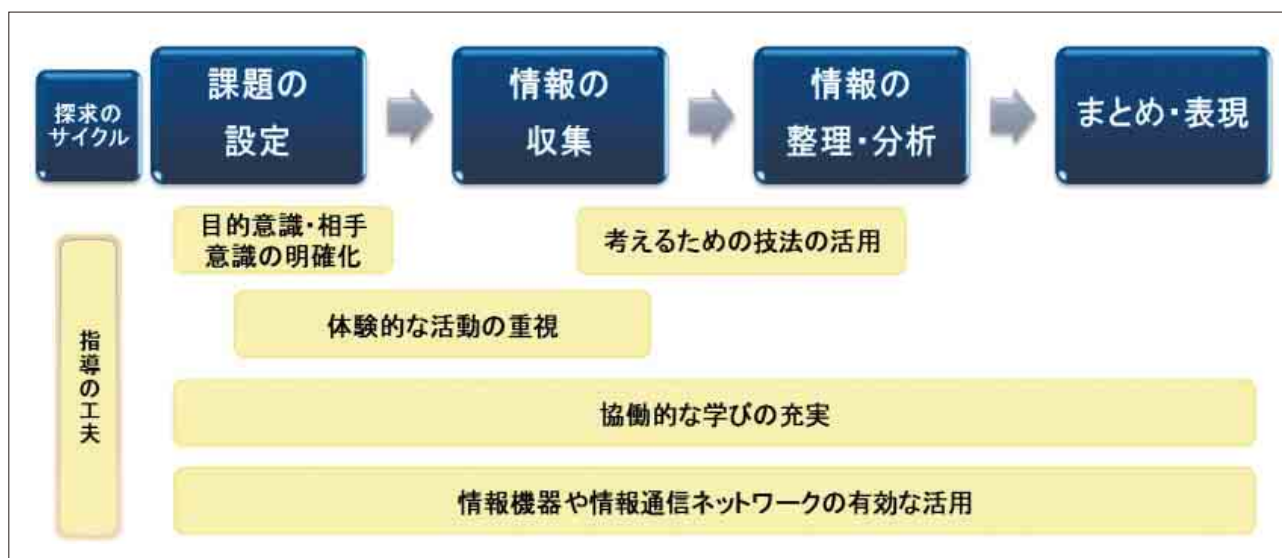 探求の
サイクル
課題の
設定
情報の
収集
情報の
整理・分析
まとめ・表現
指導の工夫
目的意識・相手
意識の明確化
考えるための技法の活用
体験的な活動の重視
協働的な学びの充実
情報機器や情報通信ネットワークの有効な活用